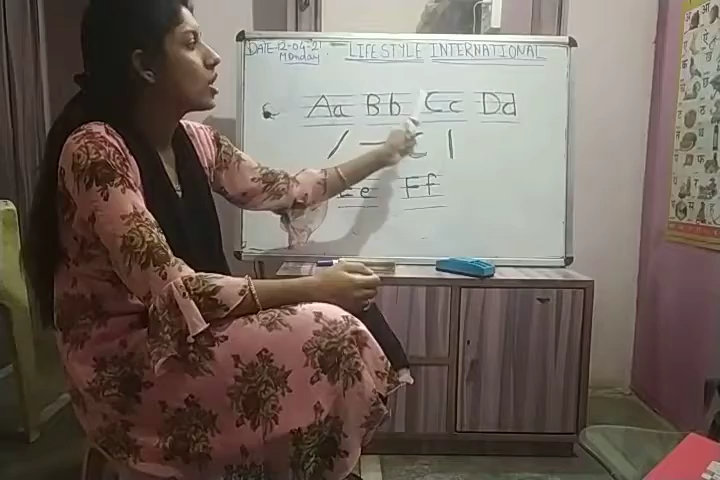 DATE-12-04-21 LIFESTYLE INTERNATIONAL
Monday
Aa Bb Cc Dd
Ee Ff